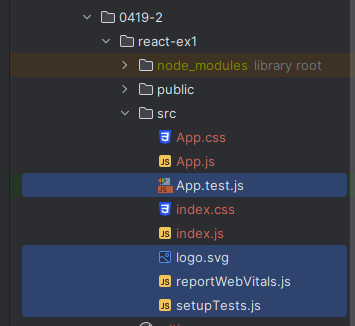 0419-2
react-ex1
node_modules library root
public
src
App.css
App.js
App.test.js
index.css
index.js
logo.svg
reportWebVitals.js
setupTests.js